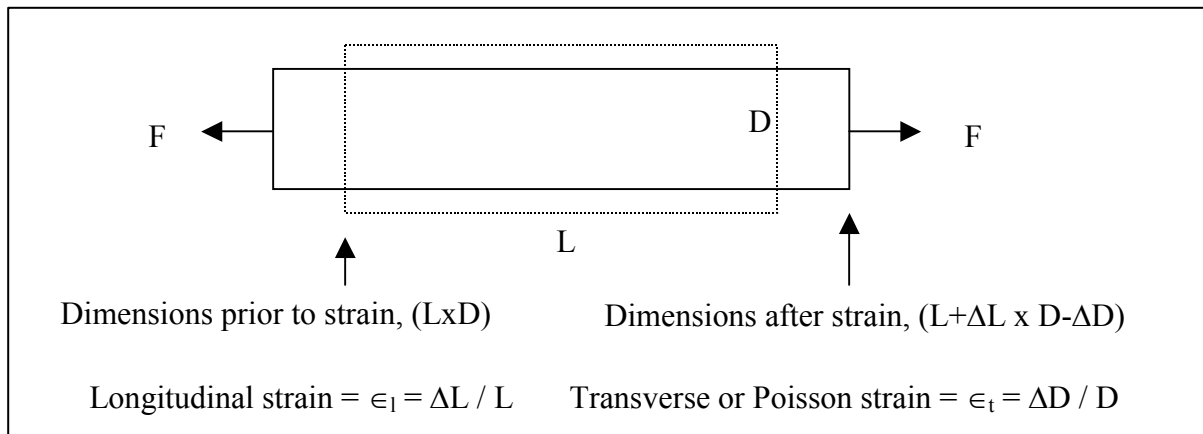 D
F
F
L
Dimensions prior to strain, (LxD)
Dimensions after strain, (L+ΔL x D-ΔD)
Longitudinal strain = ∈l = ΔL / L
Transverse or Poisson strain = ∈t = ΔD / D